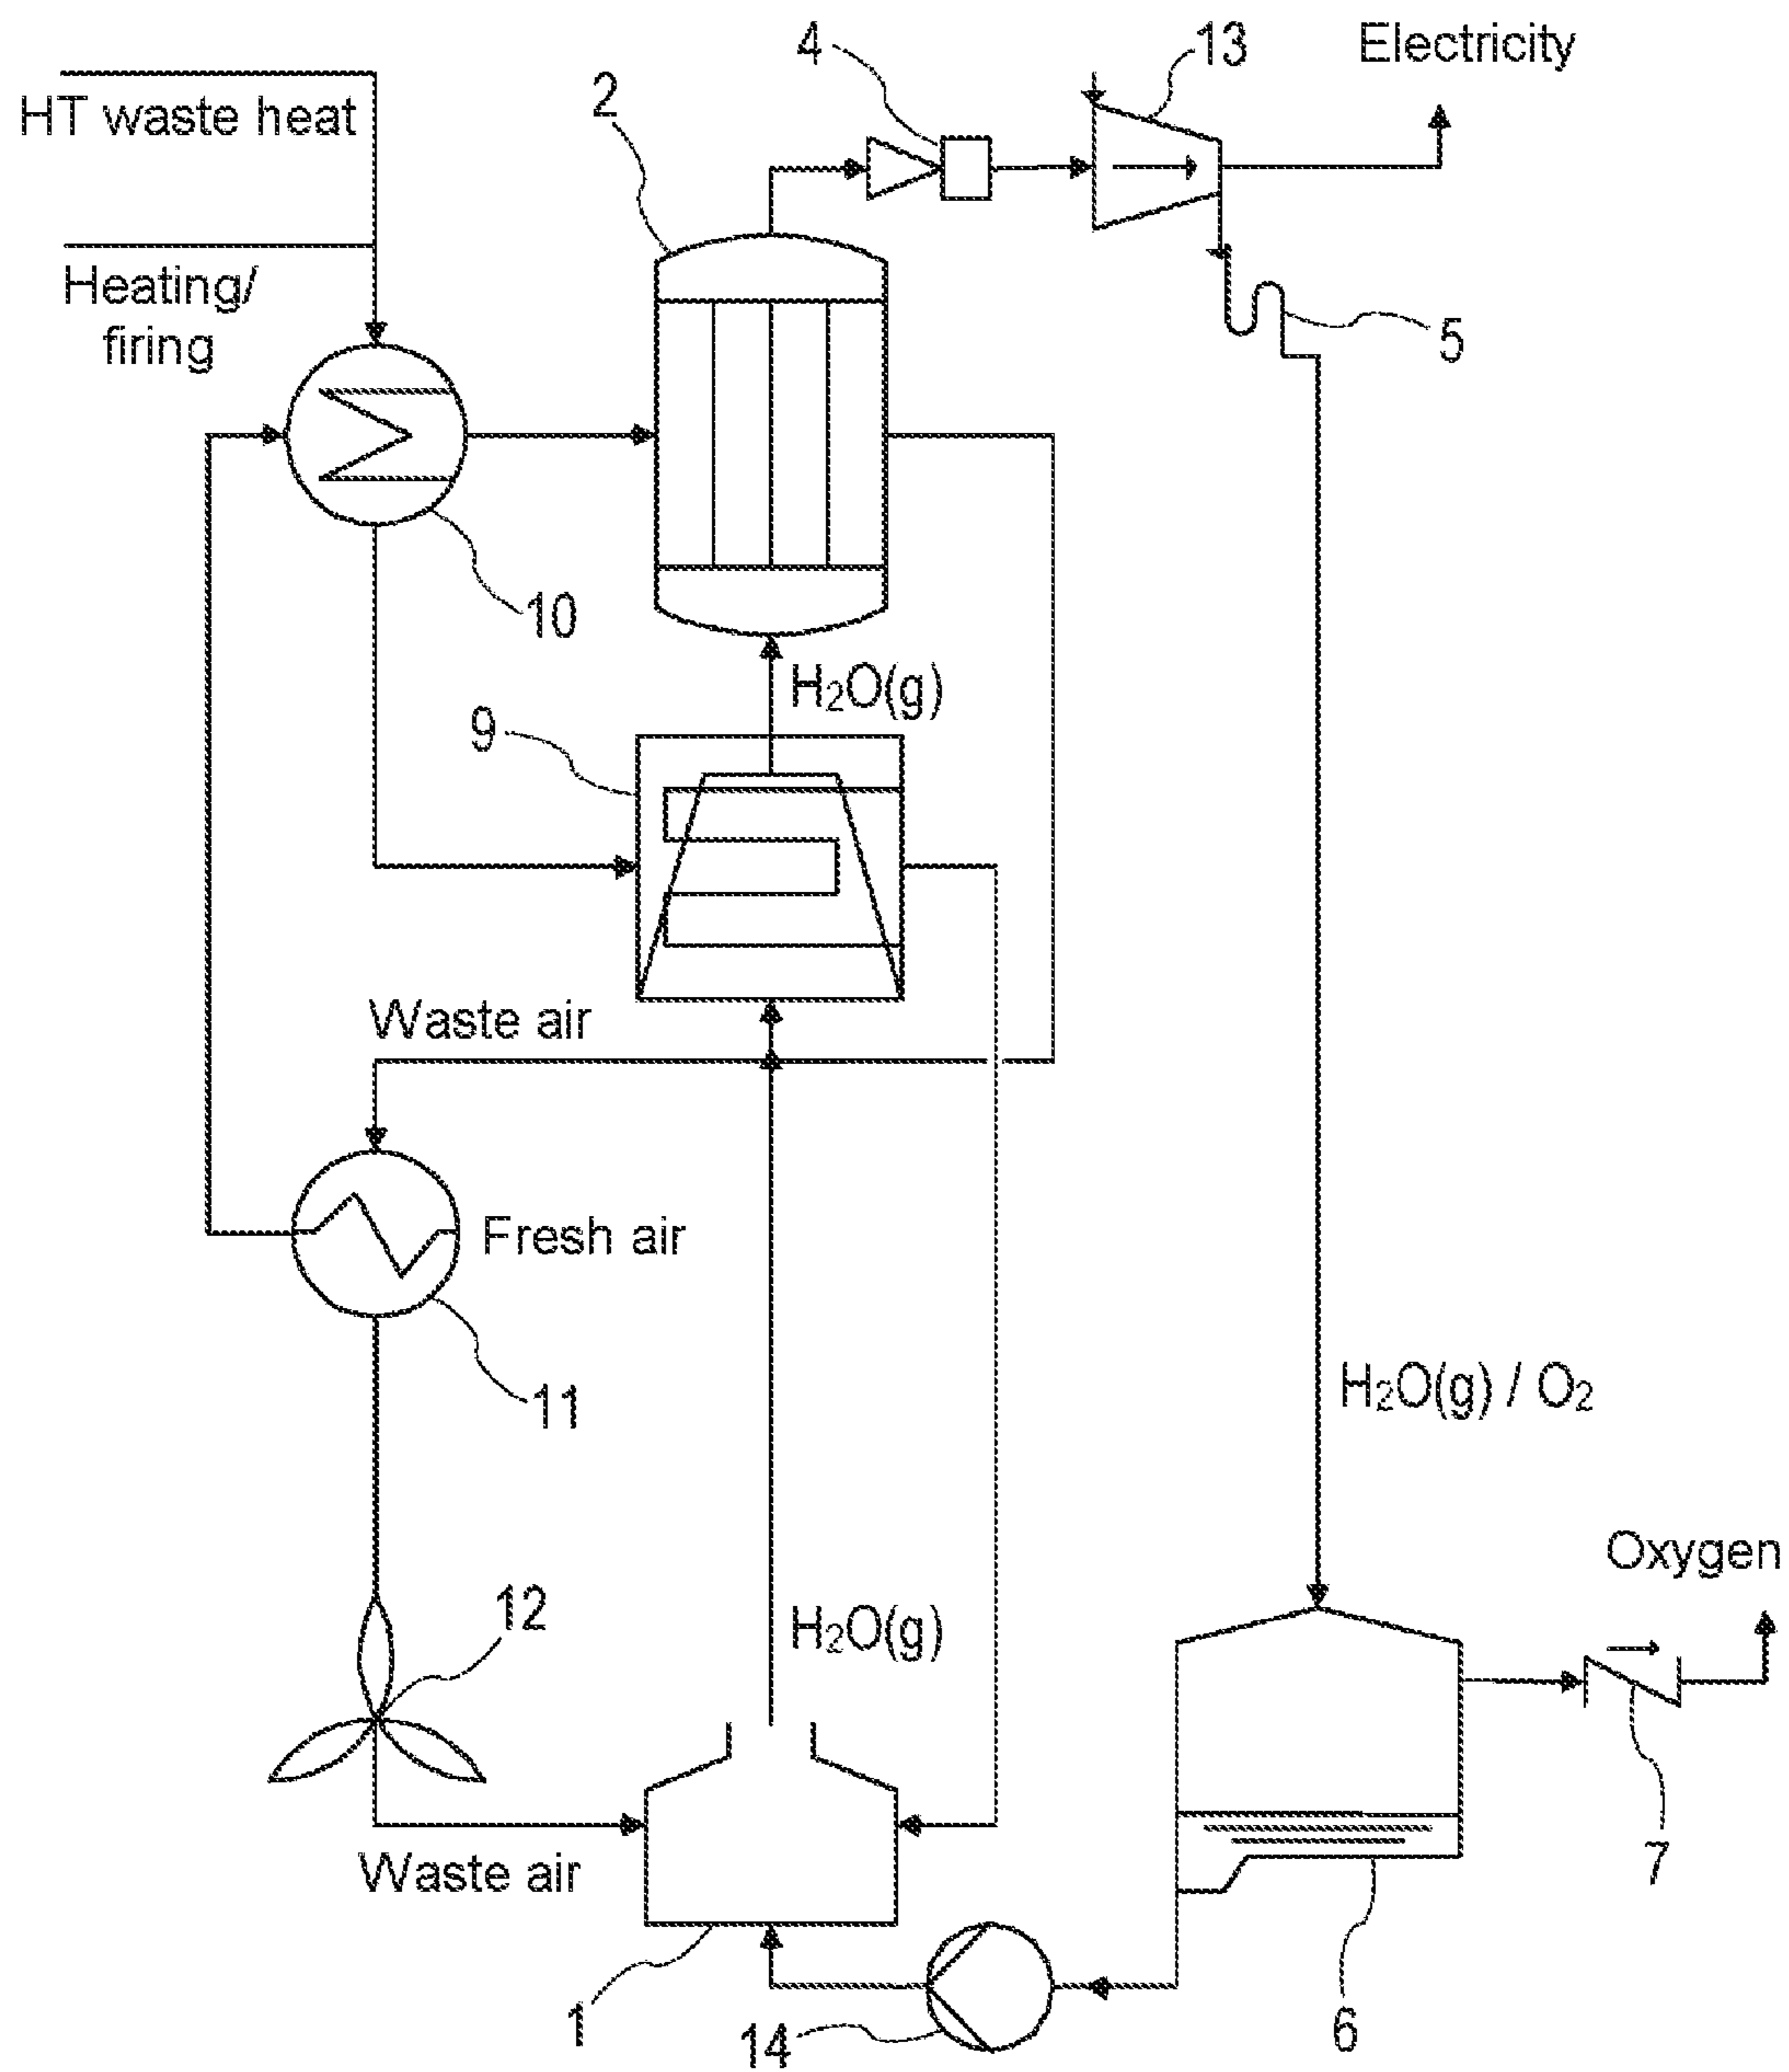 4
13
Electricity
HT waste heat
2
Heating/
firing
5
10
H₂O(g)
9
Waste air
Fresh air
11
H₂O(g) / O₂
Oxygen
12
H₂O(g)
7
Waste air
1
14
6